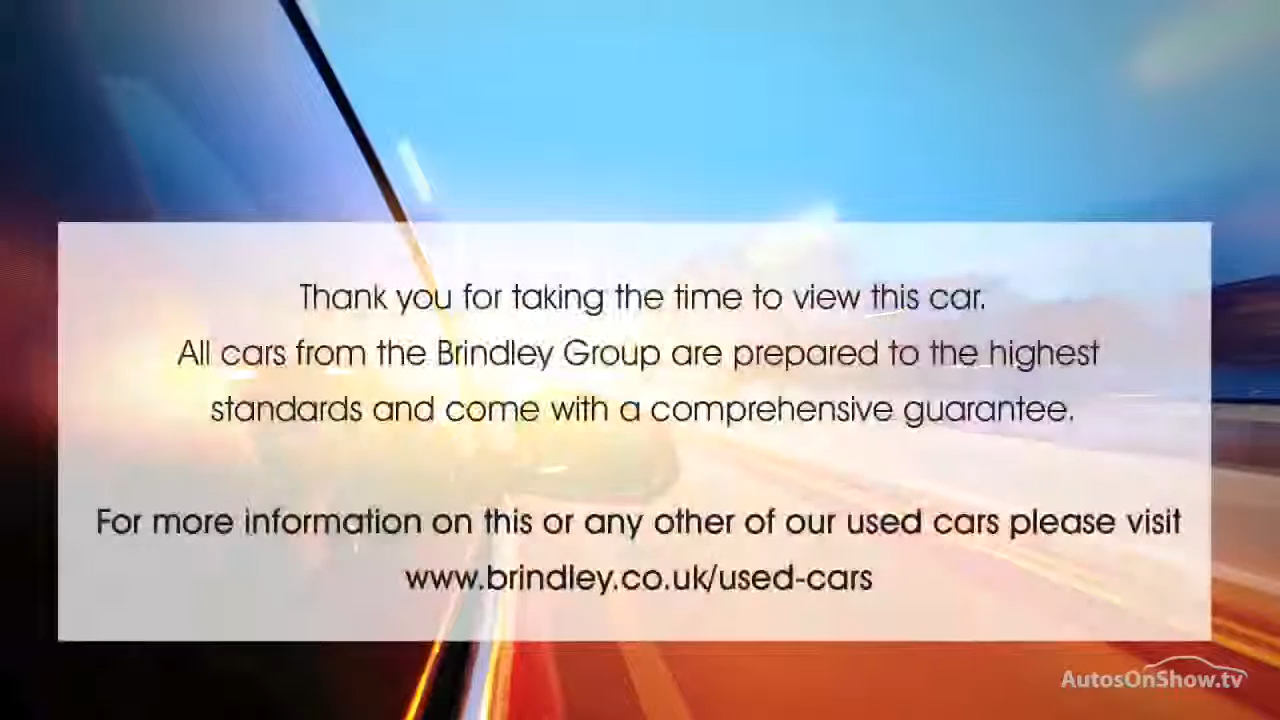 Thank you for taking the time to view this car.
All cars from the Brindley Group are prepared to the highest
standards and come with a comprehensive guarantee.
For more information on this or any other of our used cars please visit
www.brindley.co.uk/used-cars
AutosOnShow.tv